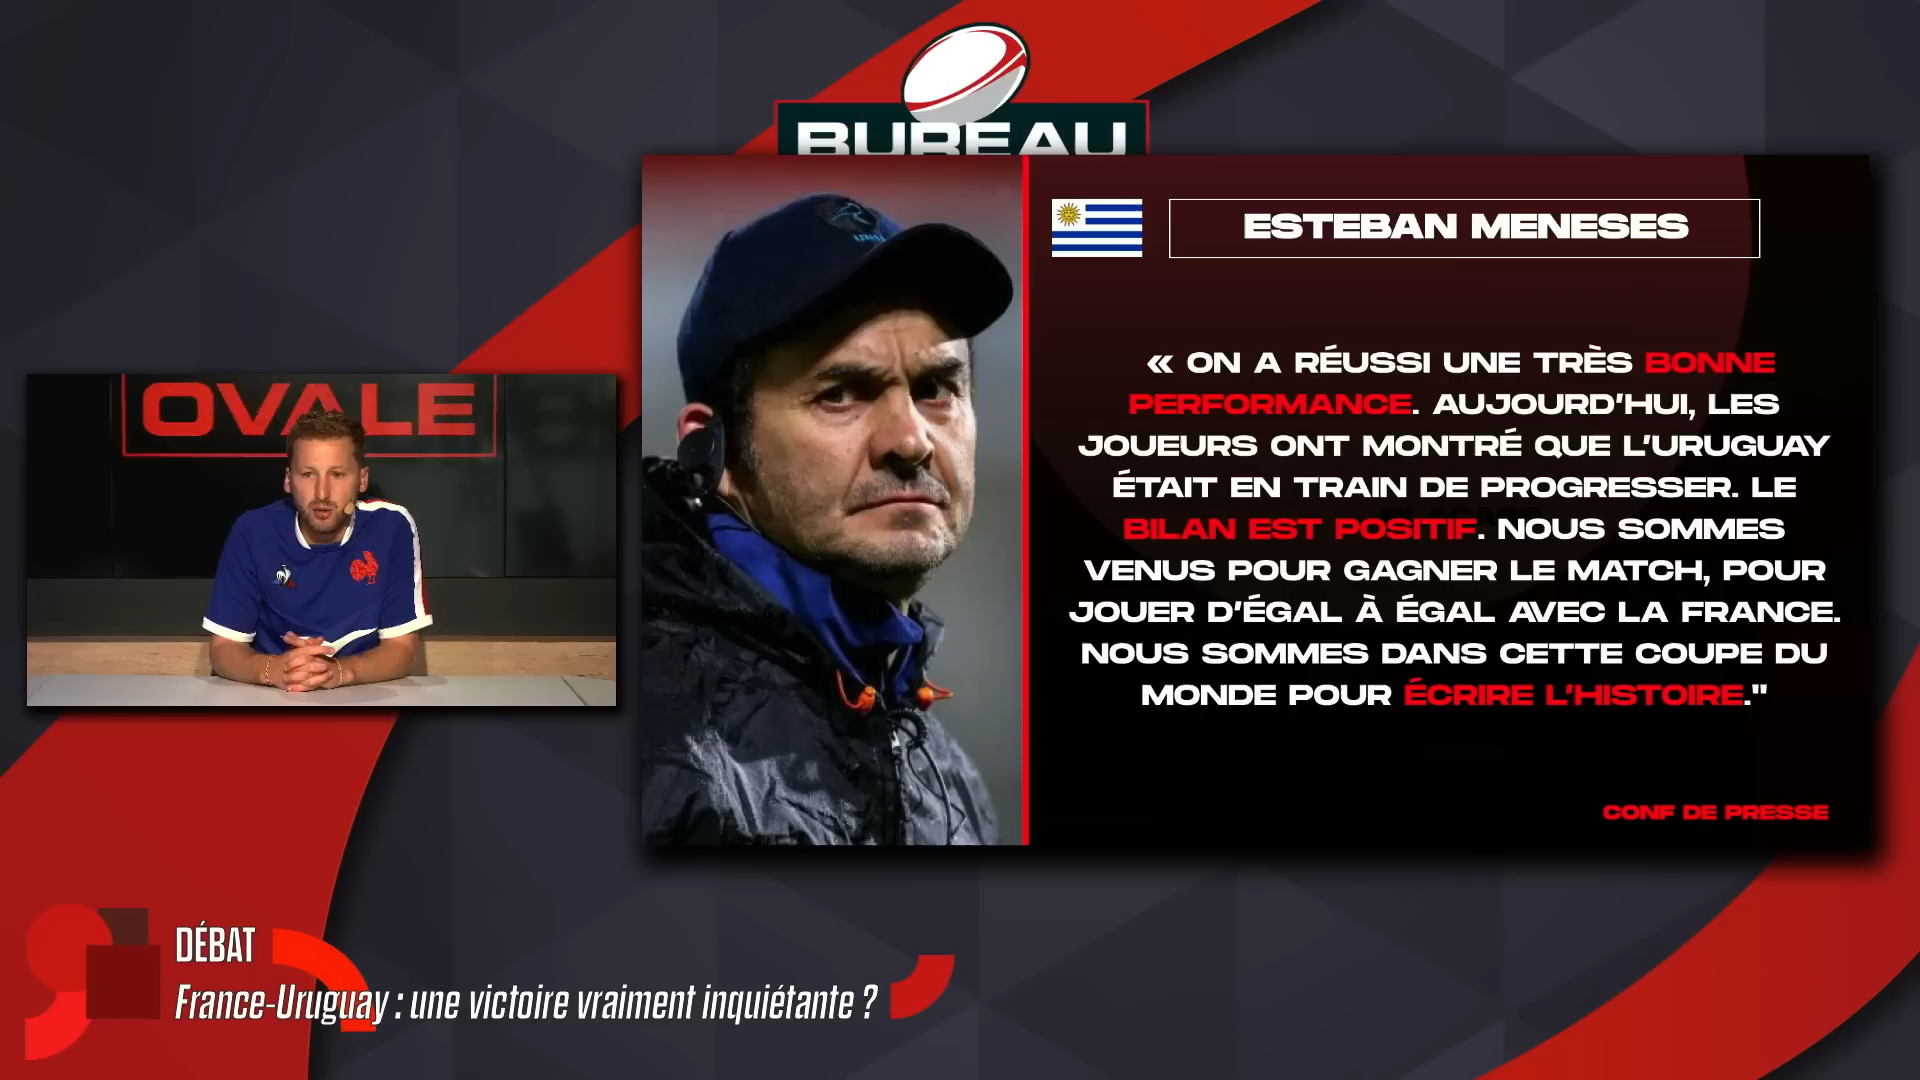 BUREAU
OVALE
ESTEBAN MENESES
« ON A RÉUSSI UNE TRÈS BONNE
PERFORMANCE. AUJOURD'HUI, LES
JOUEURS ONT MONTRÉ QUE L'URUGUAY
ÉTAIT EN TRAIN DE PROGRESSER. LE
BILAN EST POSITIF. NOUS SOMMES
VENUS POUR GAGNER LE MATCH, POUR
JOUER D'ÉGAL À ÉGAL AVEC LA FRANCE.
NOUS SOMMES DANS CETTE COUPE DU
MONDE POUR ÉCRIRE L'HISTOIRE."
CONF DE PRESSE
DÉBAT
France-Uruguay : une victoire vraiment inquiétante ?